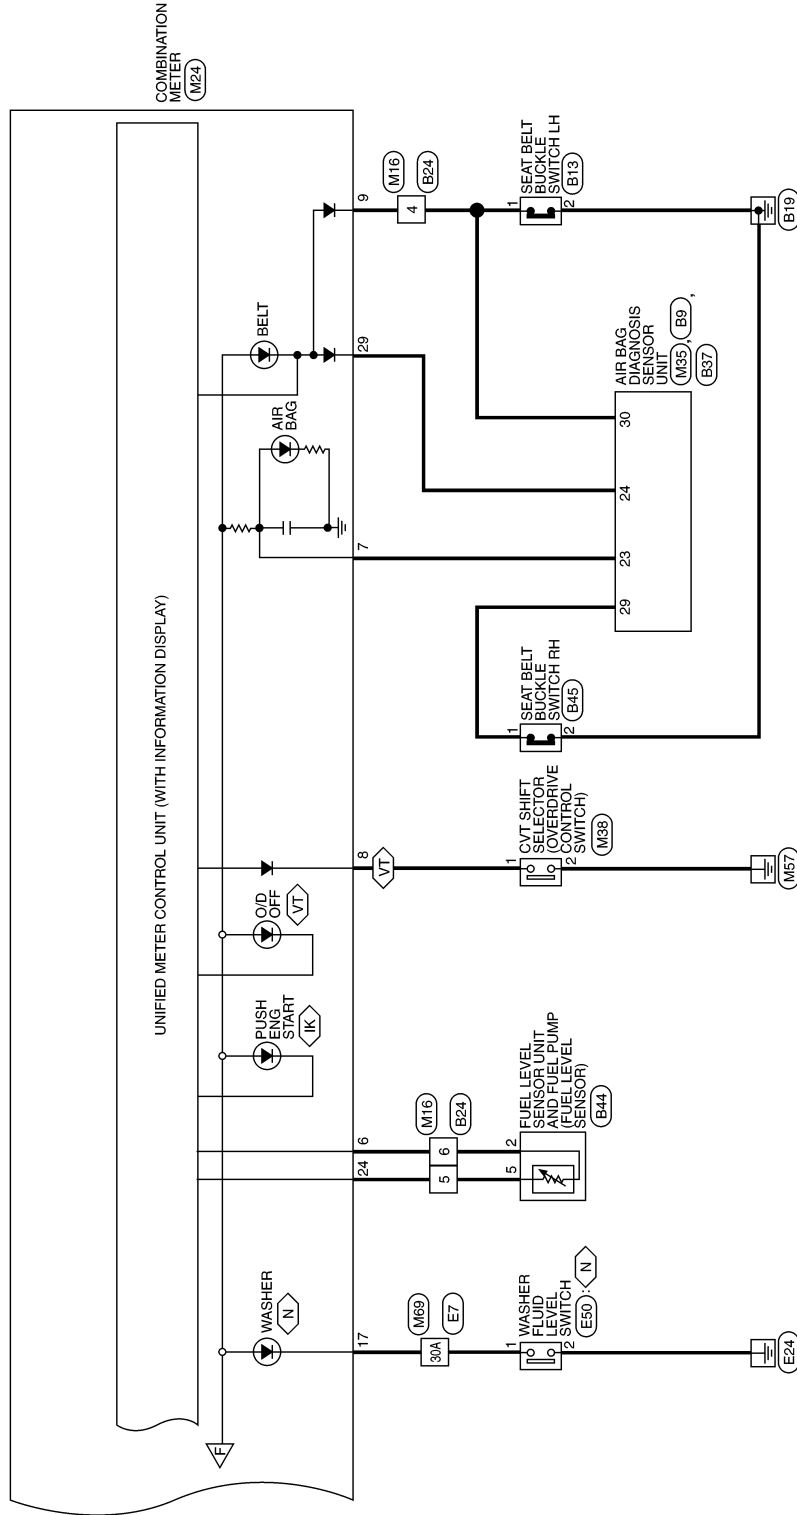 COMBINATION
METER
M24
UNIFIED METER CONTROL UNIT (WITH INFORMATION DISPLAY)
F
WASHER
N
PUSH
ENG
START
IK
O/D
OFF
VT
AIR
BAG
BELT
17
24
6
8
VT
7
29
9
M69
E7
30A
M16
B24
5
6
M16
B24
4
WASHER
FLUID
LEVEL
SWITCH
E50 : N
1
2
FUEL LEVEL
SENSOR UNIT
AND FUEL PUMP
(FUEL LEVEL
SENSOR)
B44
5
2
CVT SHIFT
SELECTOR
(OVERDRIVE
CONTROL
SWITCH)
M38
1
2
SEAT BELT
BUCKLE
SWITCH RH
B45
1
2
SEAT BELT
BUCKLE
SWITCH LH
B13
1
2
AIR BAG
DIAGNOSIS
SENSOR
UNIT
M35 , B9 ,
B37
29
23
24
30
E24
M57
B19